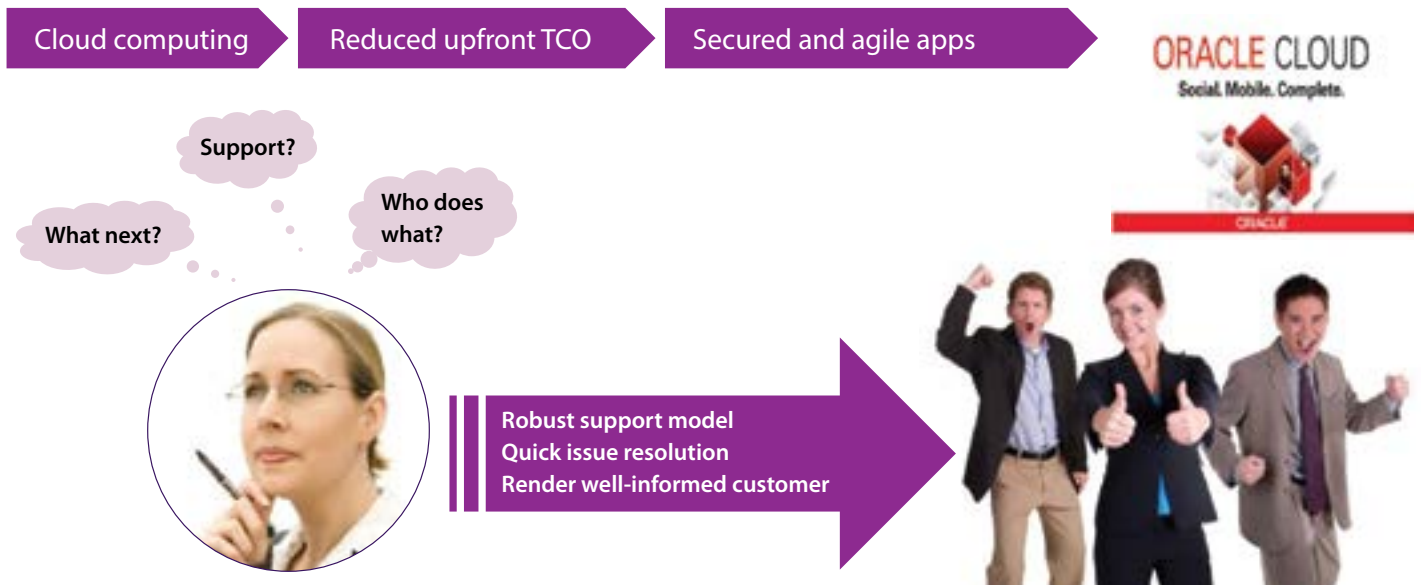 Cloud computing
Reduced upfront TCO
Secured and agile apps
ORACLE CLOUD
Social. Mobile. Complete.
ORACLE
Support?
Who does
what?
What next?
Robust support model
Quick issue resolution
Render well-informed customer